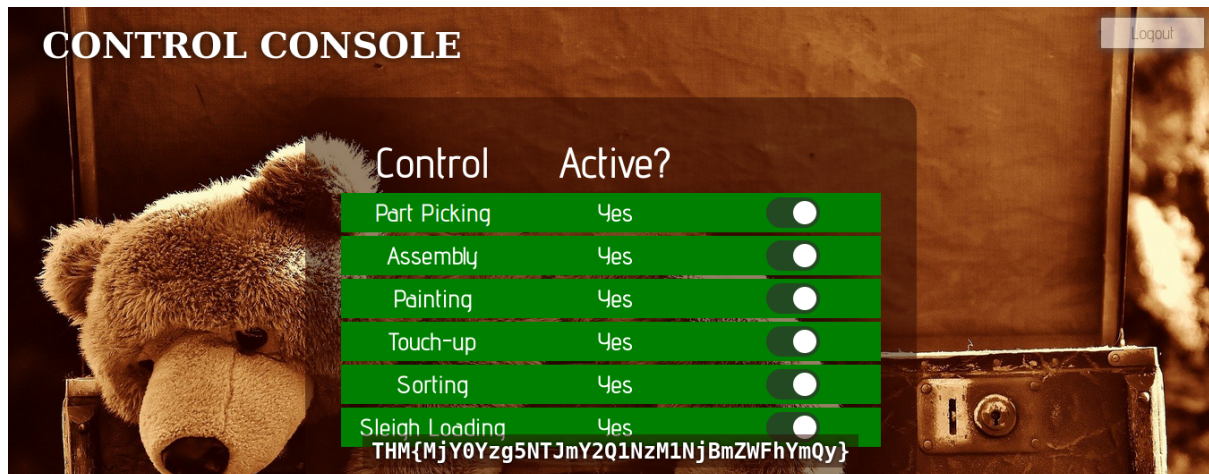 CONTROL CONSOLE
Logout
Control Active?
Part Picking Yes
Assembly Yes
Painting Yes
Touch-up Yes
Sorting Yes
Sleigh Loading Yes
THM{MjY0Yzg5NTJmY2Q1NzM1NjBmZWFhYmQy}